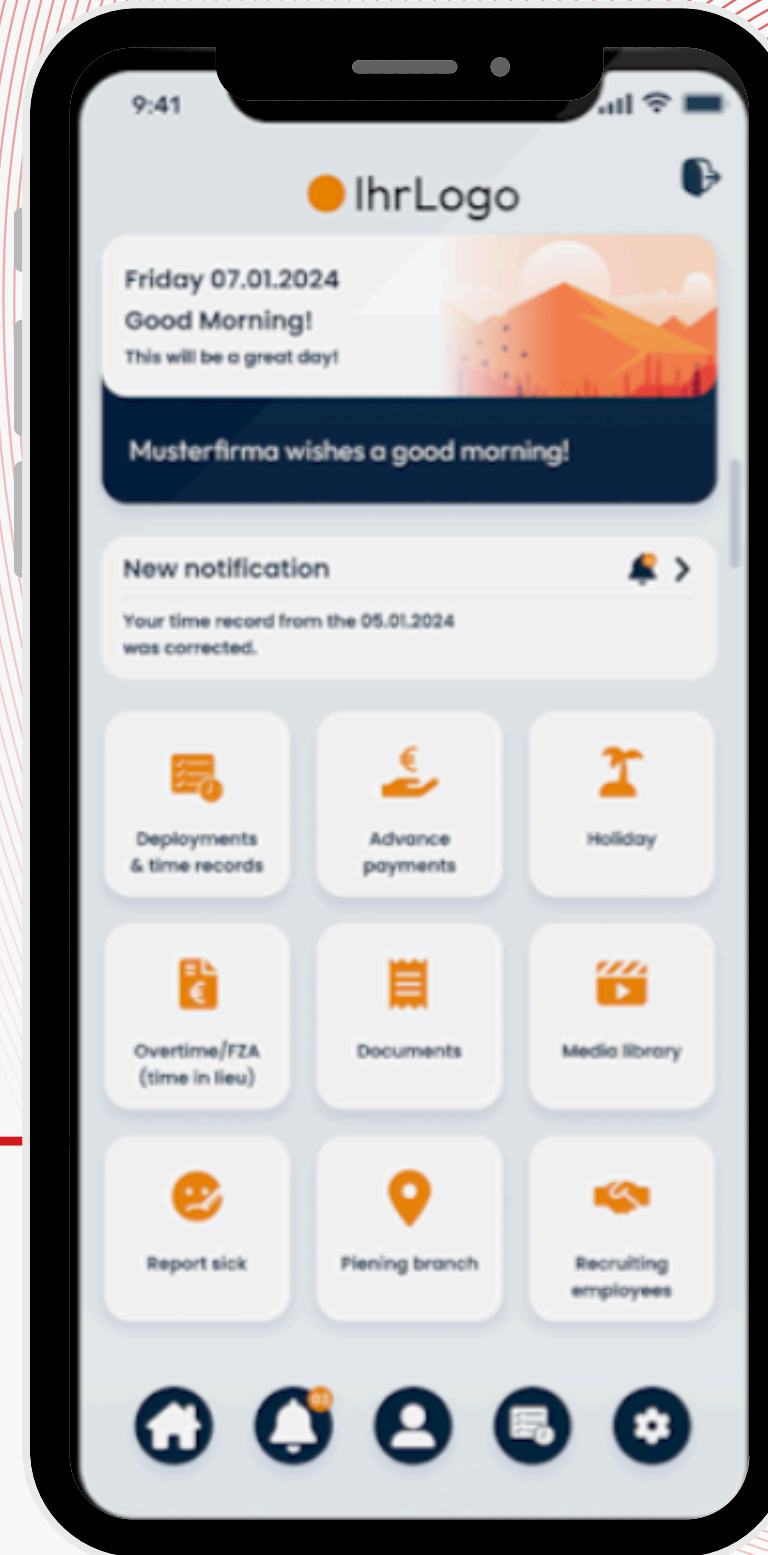 9:41
IhrLogo
Friday 07.01.2024
Good Morning!
This will be a great day!
Musterfirma wishes a good morning!
New notification
Your time record from the 05.01.2024
was corrected.
Deployments
& time records
Advance
payments
Holiday
Overtime/FZA
(time in lieu)
Documents
Media library
Report sick
Piening branch
Recruiting
employees